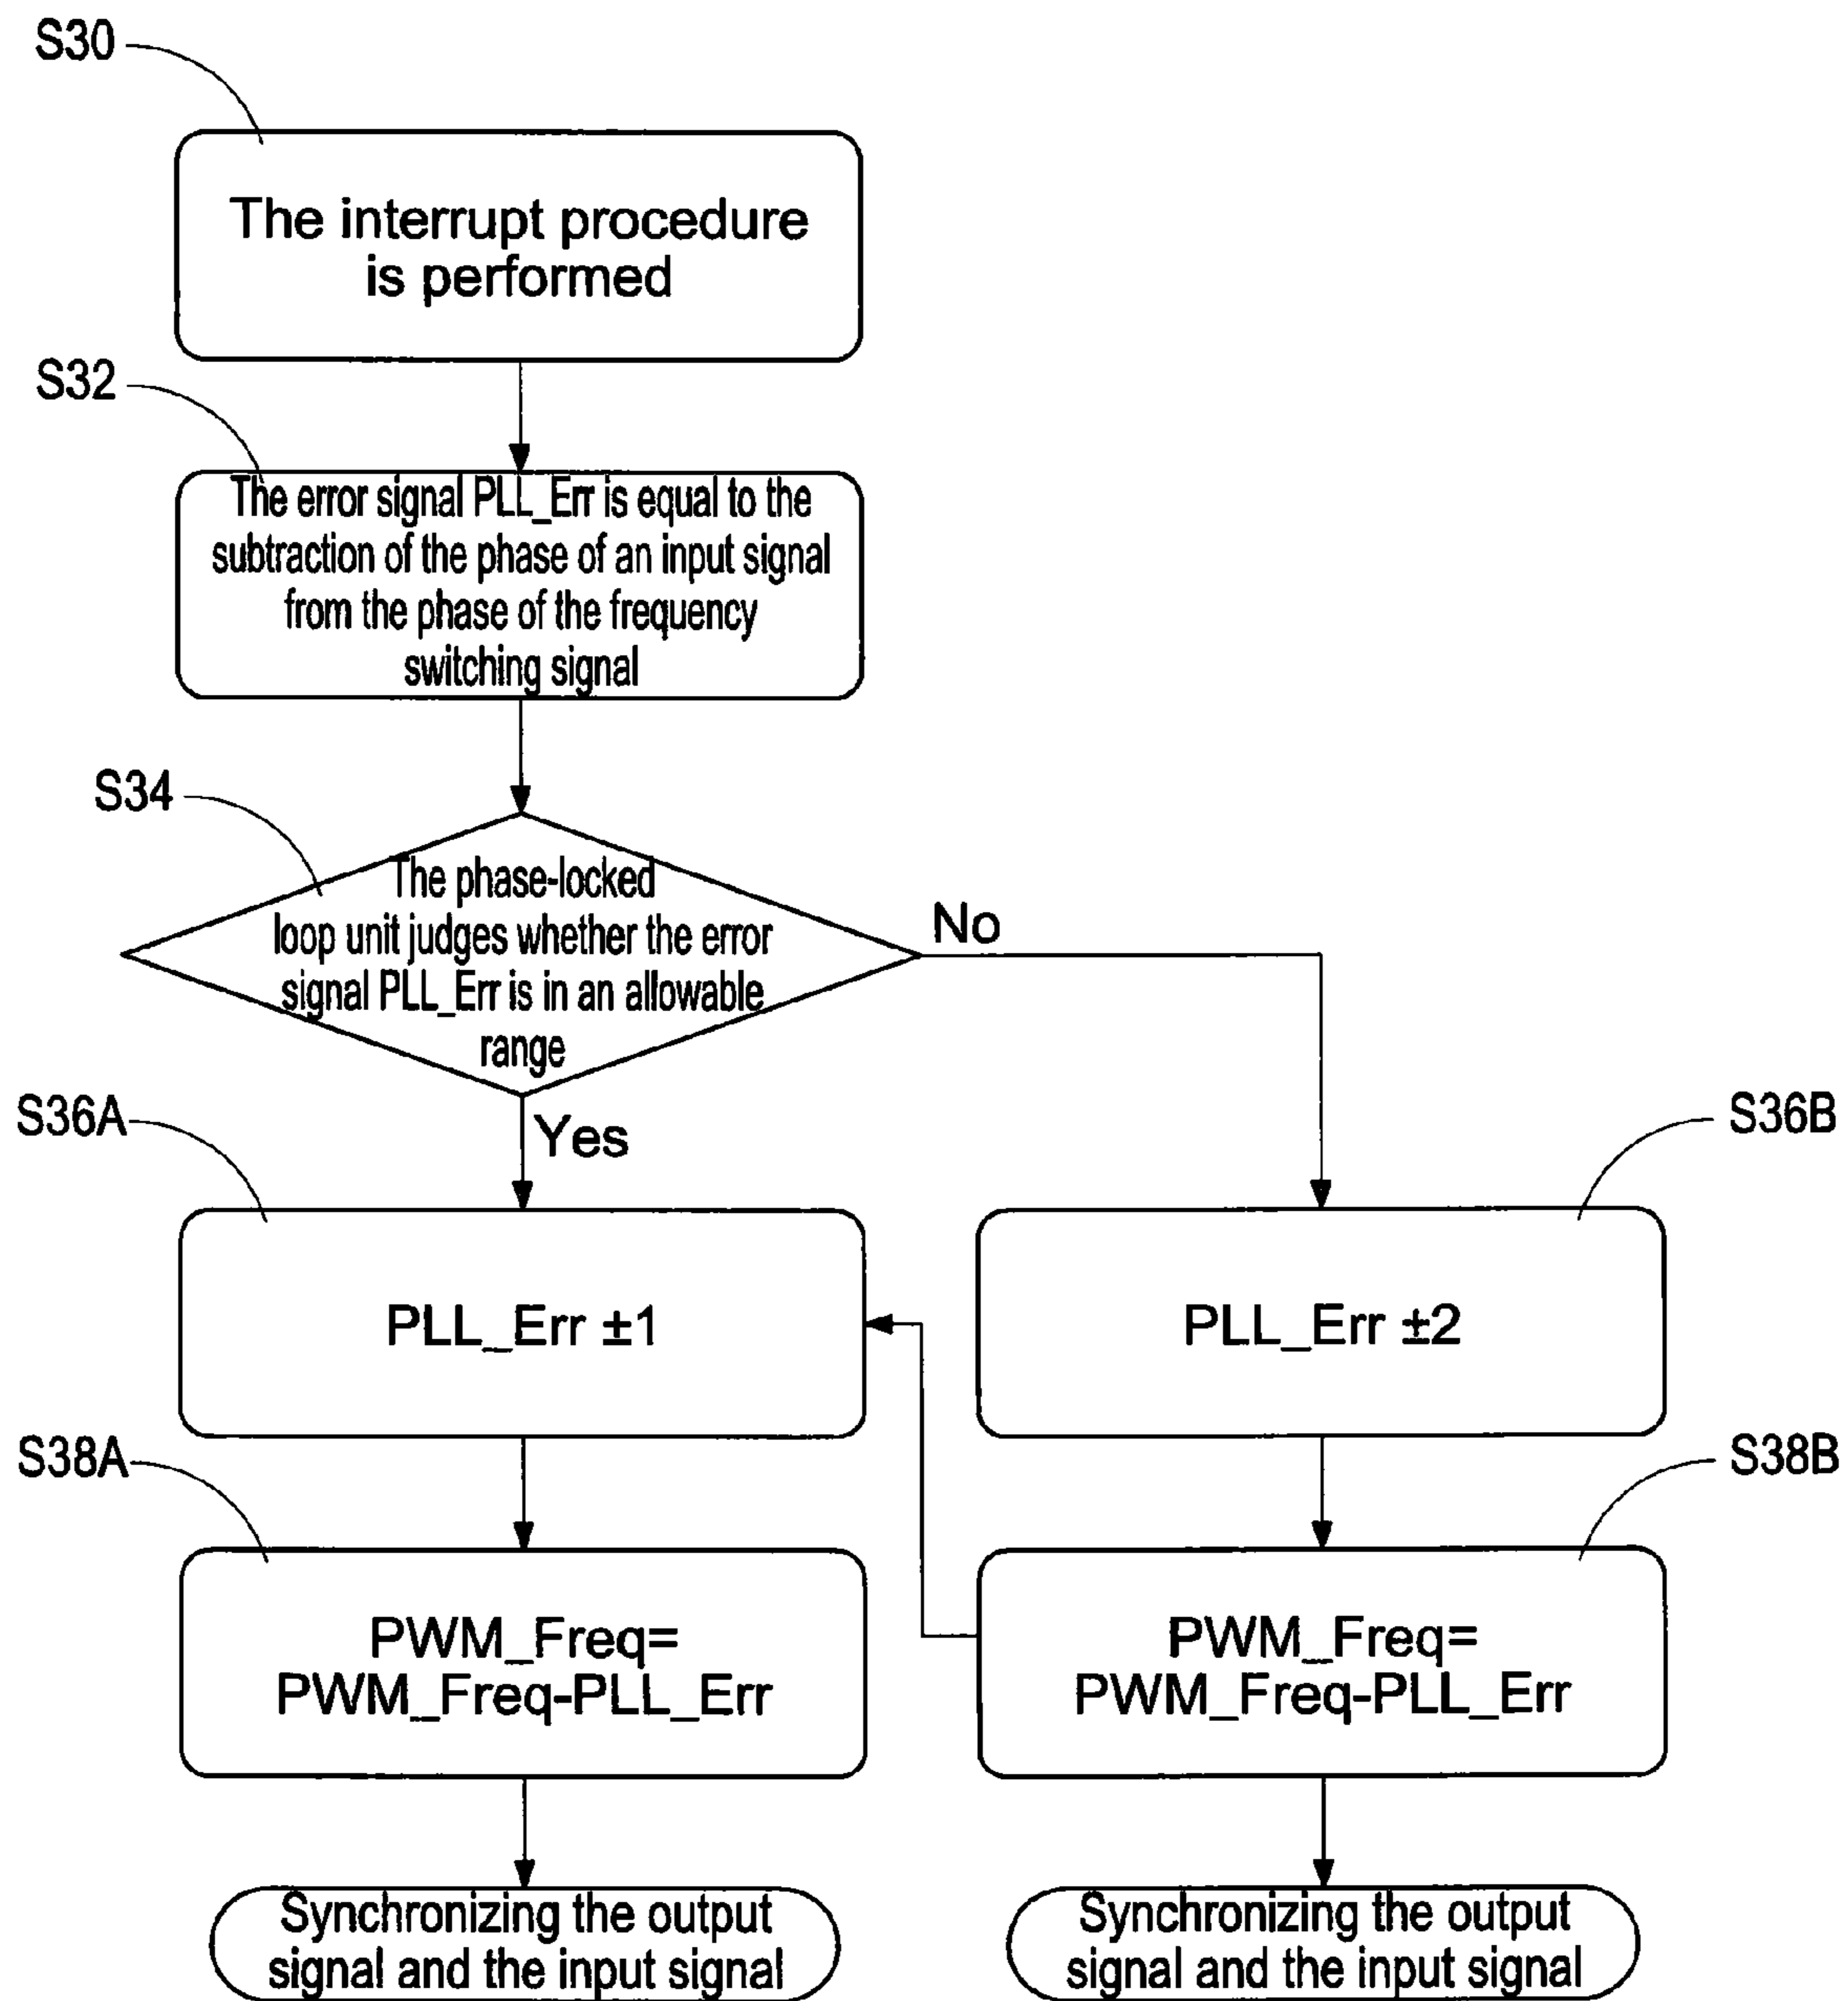 S30
The interrupt procedure
is performed
S32
The error signal PLL_Err is equal to the
subtraction of the phase of an input signal
from the phase of the frequency
switching signal
S34
The phase-locked
loop unit judges whether the error
signal PLL_Err is in an allowable
range
No
Yes
S36A
PLL_Err ±1
S36B
PLL_Err ±2
S38A
PWM_Freq=
PWM_Freq-PLL_Err
S38B
PWM_Freq=
PWM_Freq-PLL_Err
Synchronizing the output
signal and the input signal
Synchronizing the output
signal and the input signal